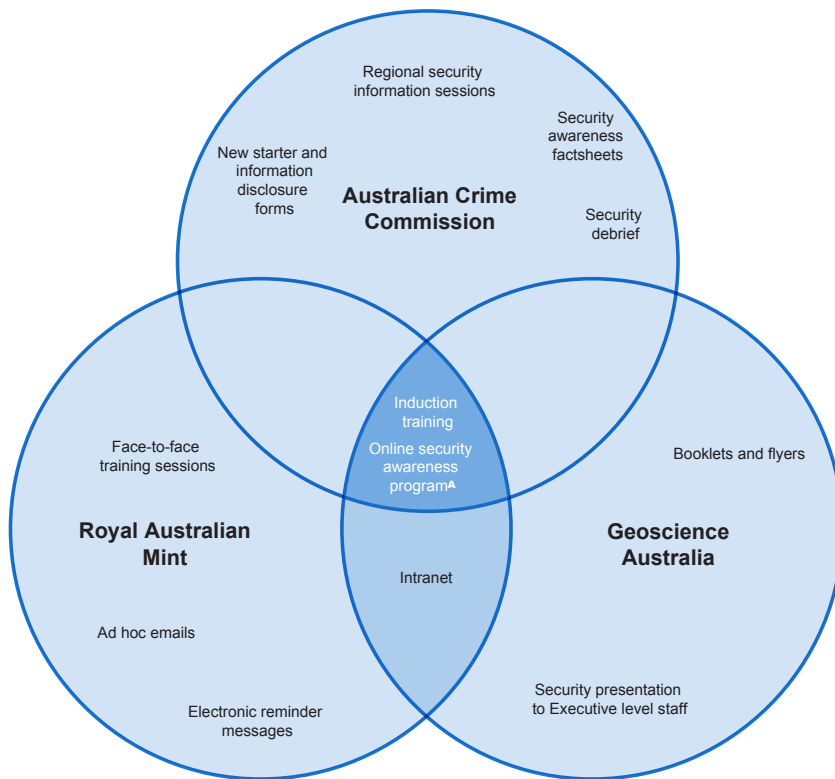 Regional security
information sessions
Security
awareness
factsheets
New starter and
information
disclosure
forms
Australian Crime
Commission
Security
debrief
Induction
training
Online security
awareness
programᴬ
Face-to-face
training sessions
Booklets and flyers
Royal Australian
Mint
Geoscience
Australia
Intranet
Ad hoc emails
Security presentation
to Executive level staff
Electronic reminder
messages